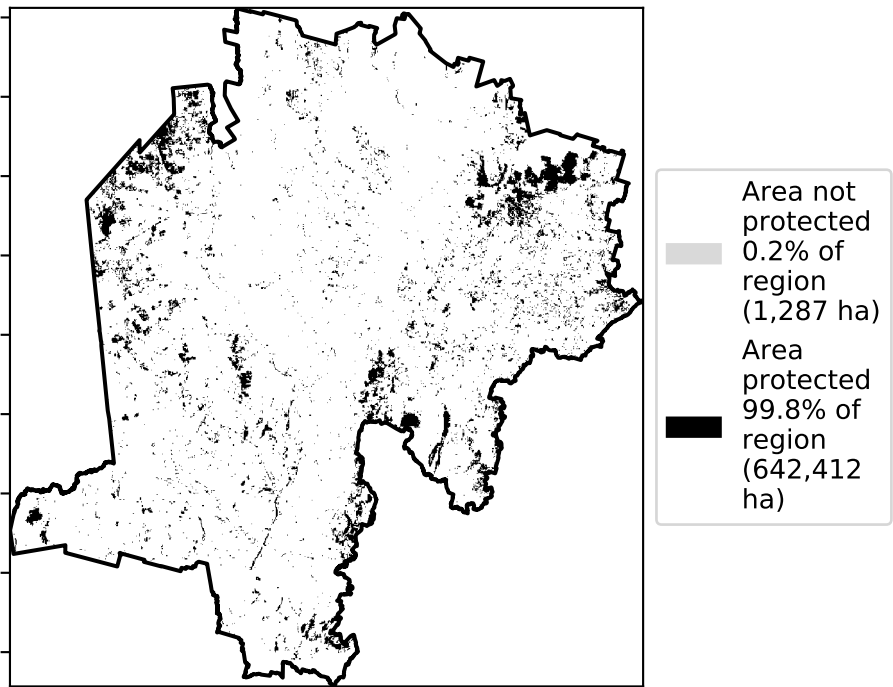 Area not
protected
0.2% of
region
(1,287 ha)
Area
protected
99.8% of
region
(642,412
ha)